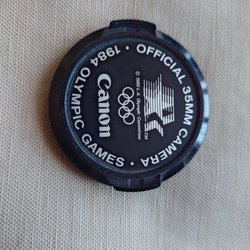 OFFICIAL 35MM CAMERA
1984 OLYMPIC GAMES
Canon